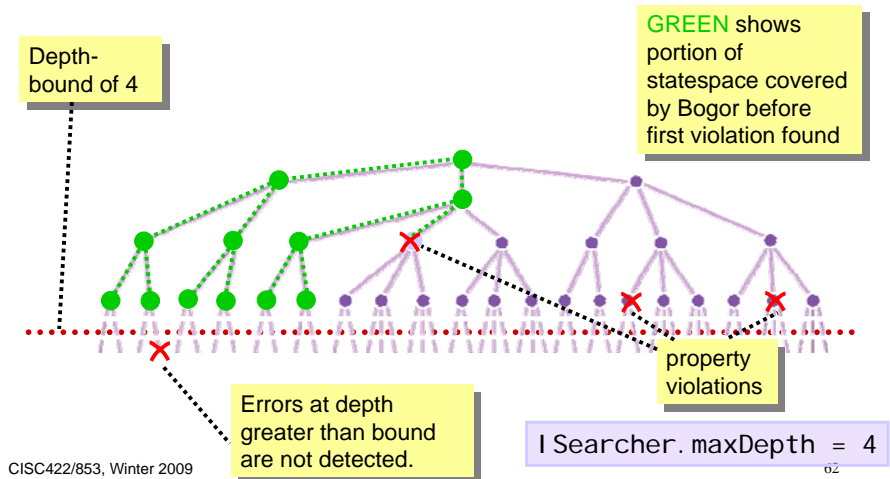 GREEN shows
portion of
statespace covered
by Bogor before
first violation found
Depth-
bound of 4
property
violations
Errors at depth
greater than bound
are not detected.
ISearcher.maxDepth = 4
CISC422/853, Winter 2009
62